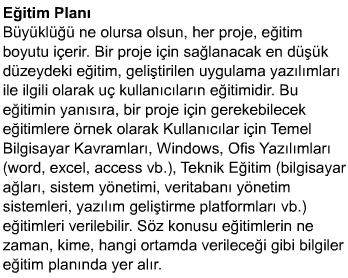 Eğitim Planı
Büyüklüğü ne olursa olsun, her proje, eğitim
boyutu içerir. Bir proje için sağlanacak en düşük
düzeydeki eğitim, geliştirilen uygulama yazılımları
ile ilgili olarak uç kullanıcıların eğitimidir. Bu
eğitimin yanısıra, bir proje için gerekebilecek
eğitimlere örnek olarak Kullanıcılar için Temel
Bilgisayar Kavramları, Windows, Ofis Yazılımları
(word, excel, access vb.), Teknik Eğitim (bilgisayar
ağları, sistem yönetimi, veritabanı yönetim
sistemleri, yazılım geliştirme platformları vb.)
eğitimleri verilebilir. Söz konusu eğitimlerin ne
zaman, kime, hangi ortamda verileceği gibi bilgiler
eğitim planında yer alır.